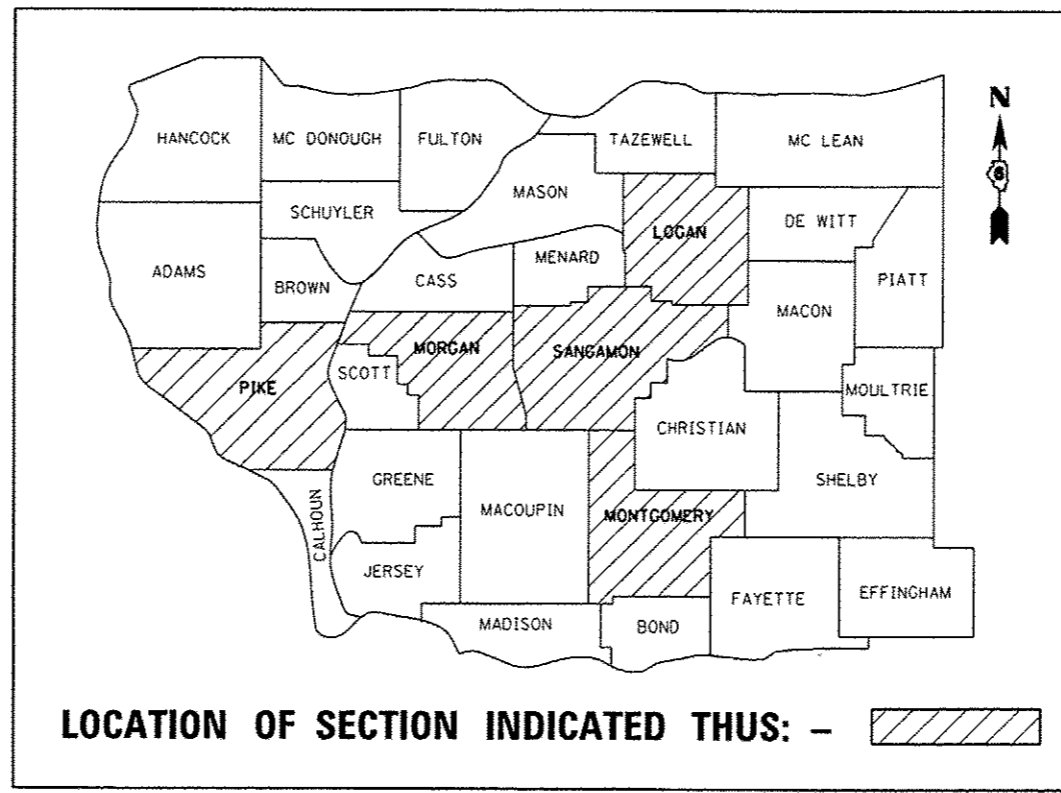 N
6
HANCOCK
MC DONOUGH
FULTON
TAZEWELL
MC LEAN
MASON
SCHUYLER
LOGAN
DE WITT
ADAMS
BROWN
CASS
MENARD
PIATT
MACON
PIKE
SCOTT
MORGAN
SANGAMON
MOULTRIE
CHRISTIAN
GREENE
SHELBY
CALHOUN
MACOUPIN
MONTGOMERY
JERSEY
FAYETTE
EFFINGHAM
MADISON
BOND
LOCATION OF SECTION INDICATED THUS: –